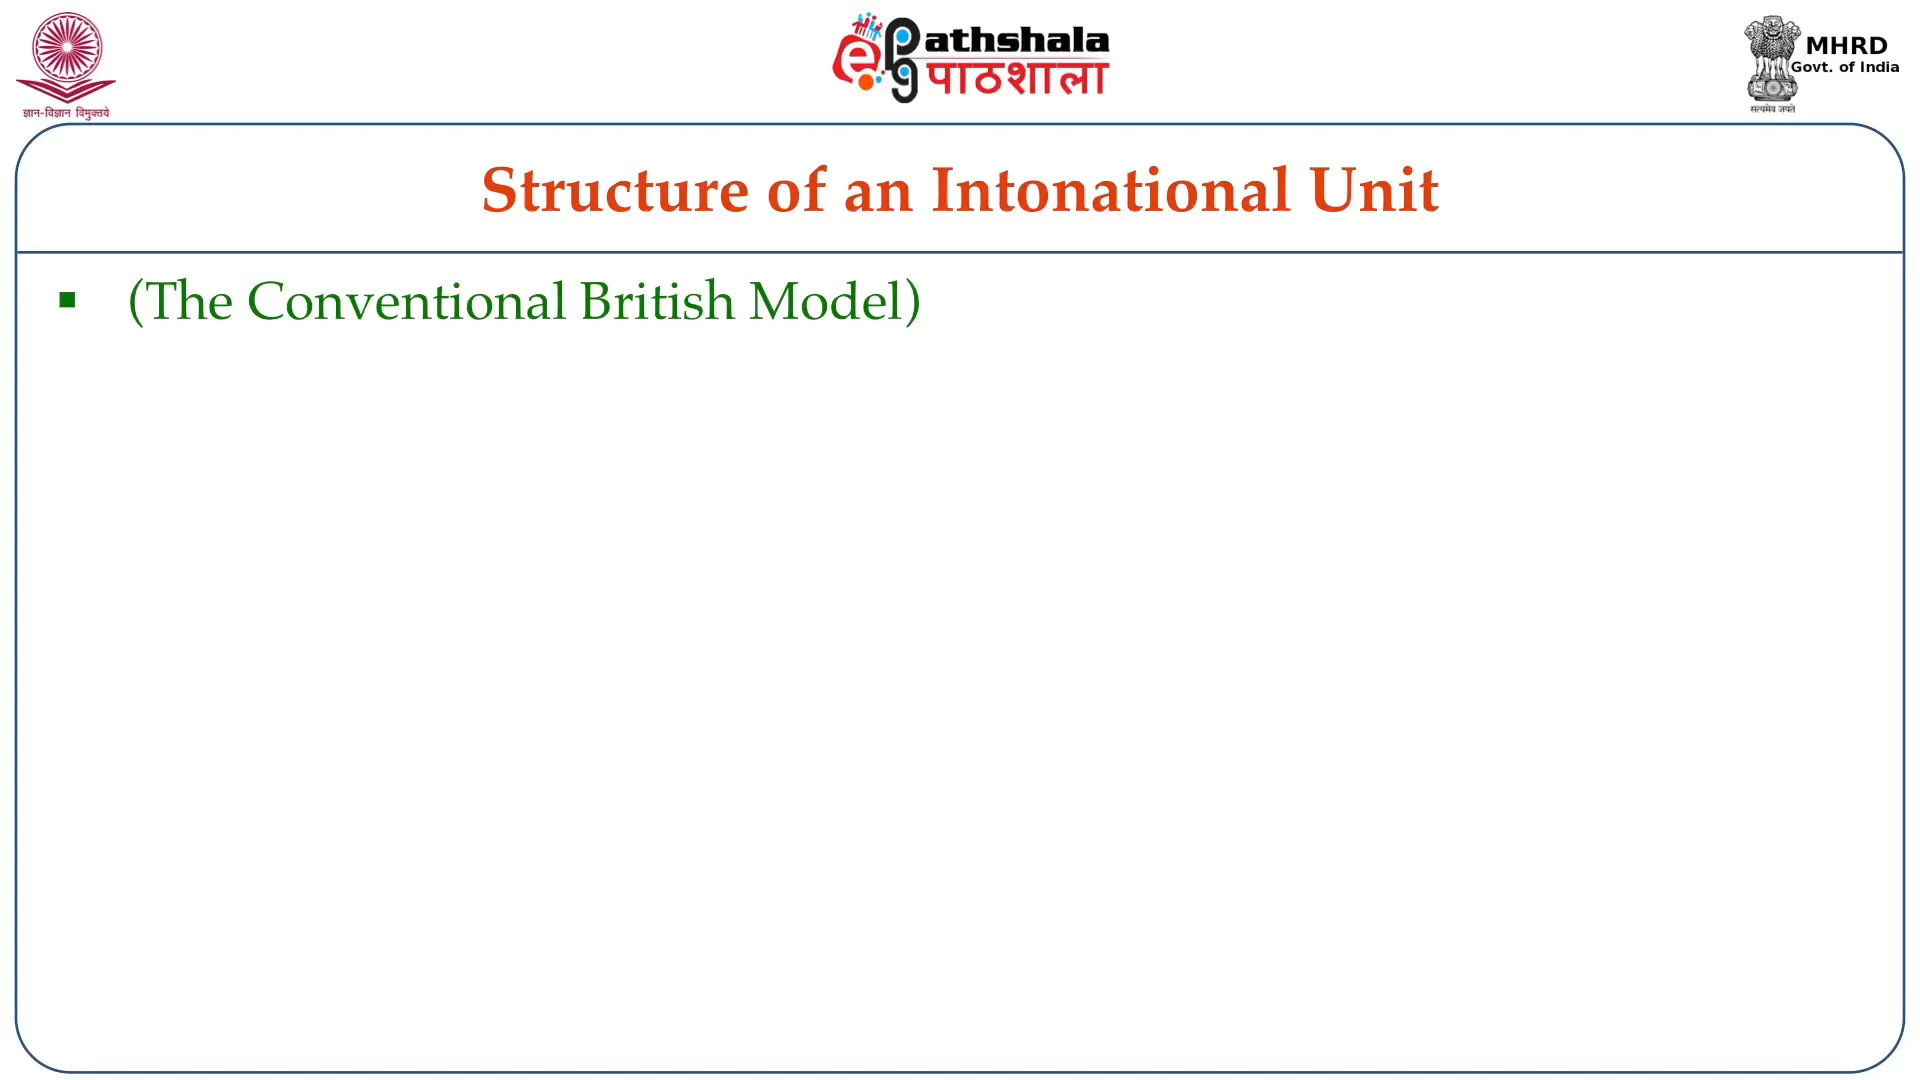 ज्ञान-विज्ञान विमुक्तये
ePathshala
पाठशाला
MHRD
Govt. of India
सत्यमेव जयते
Structure of an Intonational Unit
▪ (The Conventional British Model)